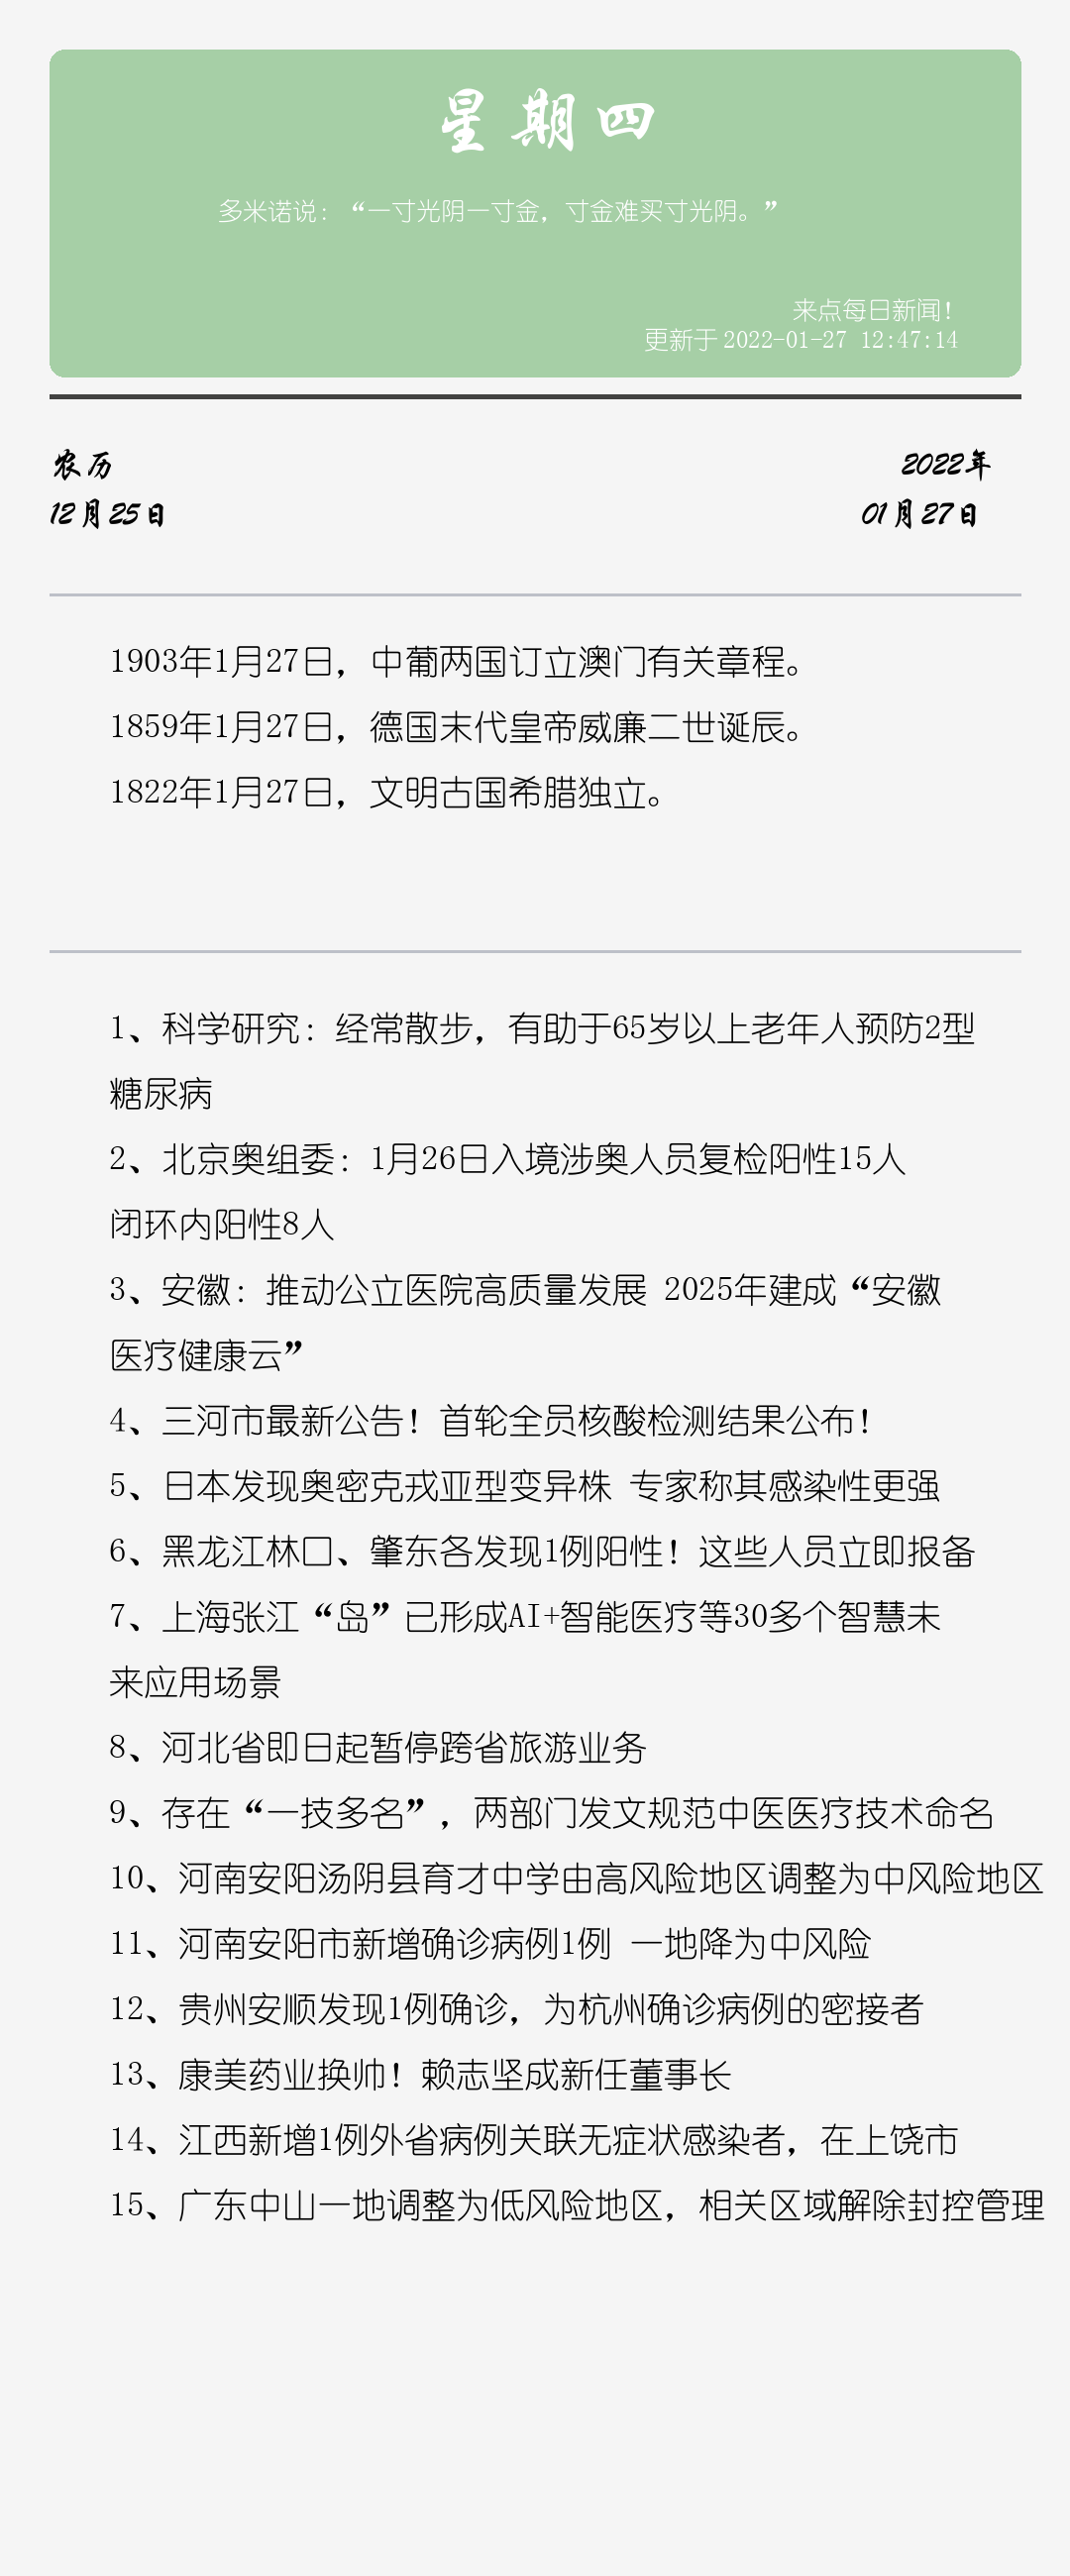 星期四
多米诺说：“一寸光阴一寸金，寸金难买寸光阴。”
来点每日新闻！
更新于 2022-01-27 12:47:14
农历
2022年
12月25日
01月27日
1903年1月27日，中葡两国订立澳门有关章程。
1859年1月27日，德国末代皇帝威廉二世诞辰。
1822年1月27日，文明古国希腊独立。
1、科学研究：经常散步，有助于65岁以上老年人预防2型
糖尿病
2、北京奥组委：1月26日入境涉奥人员复检阳性15人
闭环内阳性8人
3、安徽：推动公立医院高质量发展 2025年建成“安徽
医疗健康云”
4、三河市最新公告！首轮全员核酸检测结果公布！
5、日本发现奥密克戎亚型变异株 专家称其感染性更强
6、黑龙江林口、肇东各发现1例阳性！这些人员立即报备
7、上海张江“岛”已形成AI+智能医疗等30多个智慧未
来应用场景
8、河北省即日起暂停跨省旅游业务
9、存在“一技多名”，两部门发文规范中医医疗技术命名
10、河南安阳汤阴县育才中学由高风险地区调整为中风险地区
11、河南安阳市新增确诊病例1例 一地降为中风险
12、贵州安顺发现1例确诊，为杭州确诊病例的密接者
13、康美药业换帅！赖志坚成新任董事长
14、江西新增1例外省病例关联无症状感染者，在上饶市
15、广东中山一地调整为低风险地区，相关区域解除封控管理